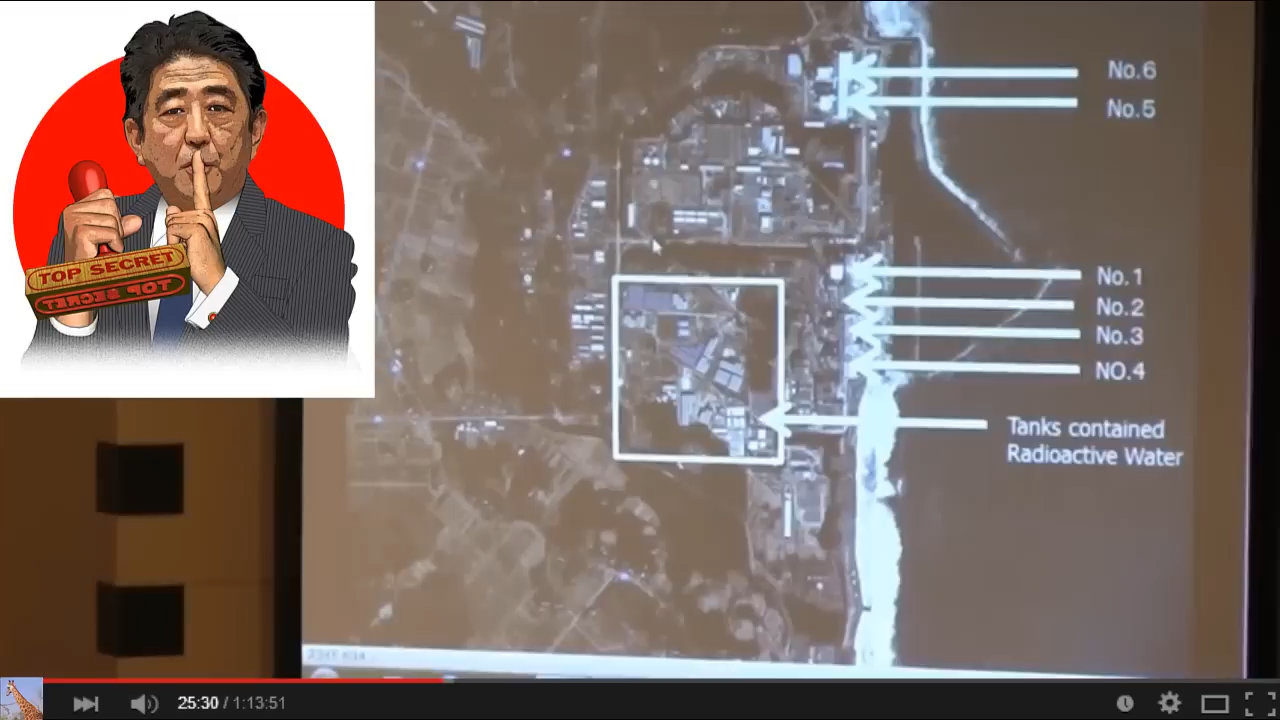 TOP SECRET
TOP SECRET
No.6
No.5
No.1
No.2
No.3
NO.4
Tanks contained
Radioactive Water
25:30 / 1:13:51